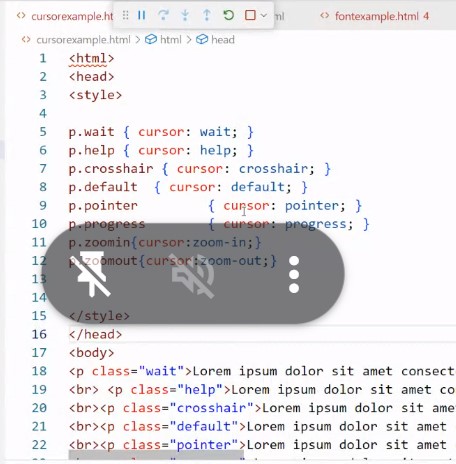 cursorexample.ht ml fontexample.html 4
cursorexample.html > html > head
1 <html>
2 <head>
3 <style>
4
5 p.wait { cursor: wait; }
6 p.help { cursor: help; }
7 p.crosshair { cursor: crosshair; }
8 p.default { cursor: default; }
9 p.pointer { cursor: pointer; }
10 p.progress { cursor: progress; }
11 p.zoomin{cursor:zoom-in;}
12 p.zoomout{cursor:zoom-out;}
13
14
15 </style>
16 </head>
17 <body>
18 <p class="wait">Lorem ipsum dolor sit amet consect
19 <br> <p class="help">Lorem ipsum dolor sit amet co
20 <br><p class="crosshair">Lorem ipsum dolor sit ame
21 <br><p class="default">Lorem ipsum dolor sit amet
22 <br><p class="pointer">Lorem ipsum dolor sit amet